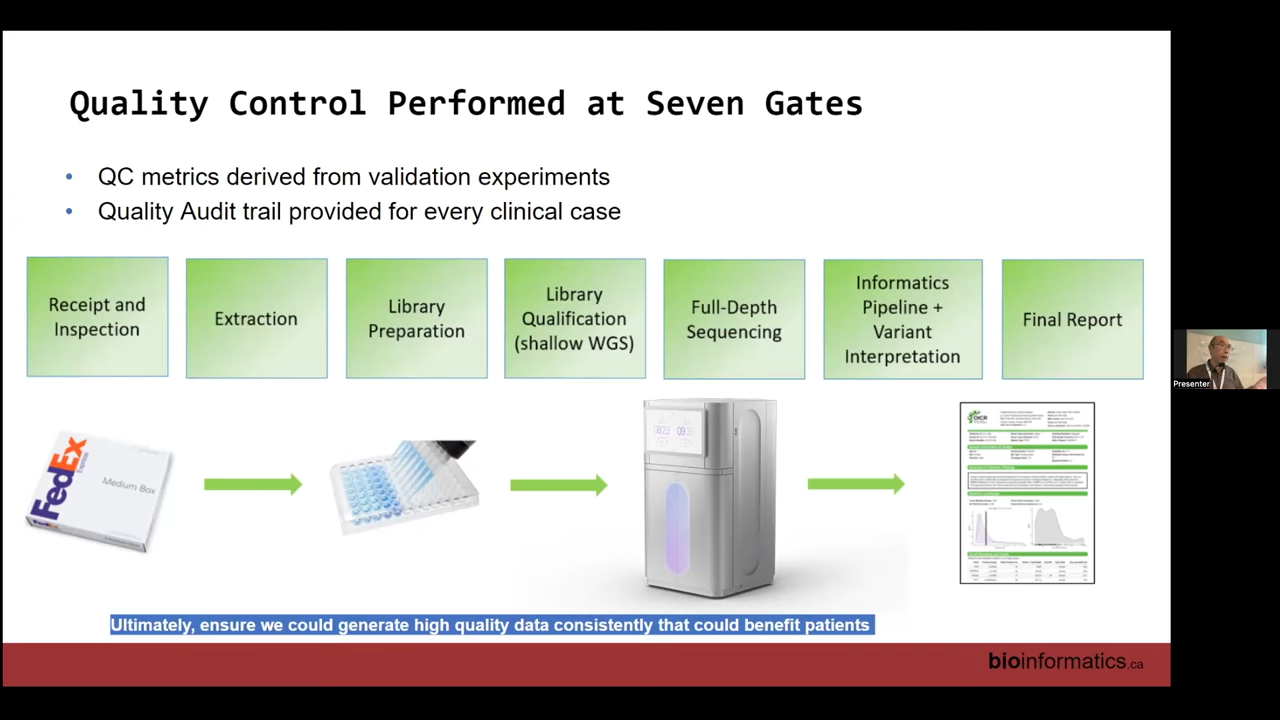 Quality Control Performed at Seven Gates
• QC metrics derived from validation experiments
• Quality Audit trail provided for every clinical case
Receipt and
Inspection
Extraction
Library
Preparation
Library
Qualification
(shallow WGS)
Full-Depth
Sequencing
Informatics
Pipeline +
Variant
Interpretation
Final Report
FedEx
Express
Medium Box
FedEx
OICR
Presenter
Ultimately, ensure we could generate high quality data consistently that could benefit patients
bioinformatics.ca